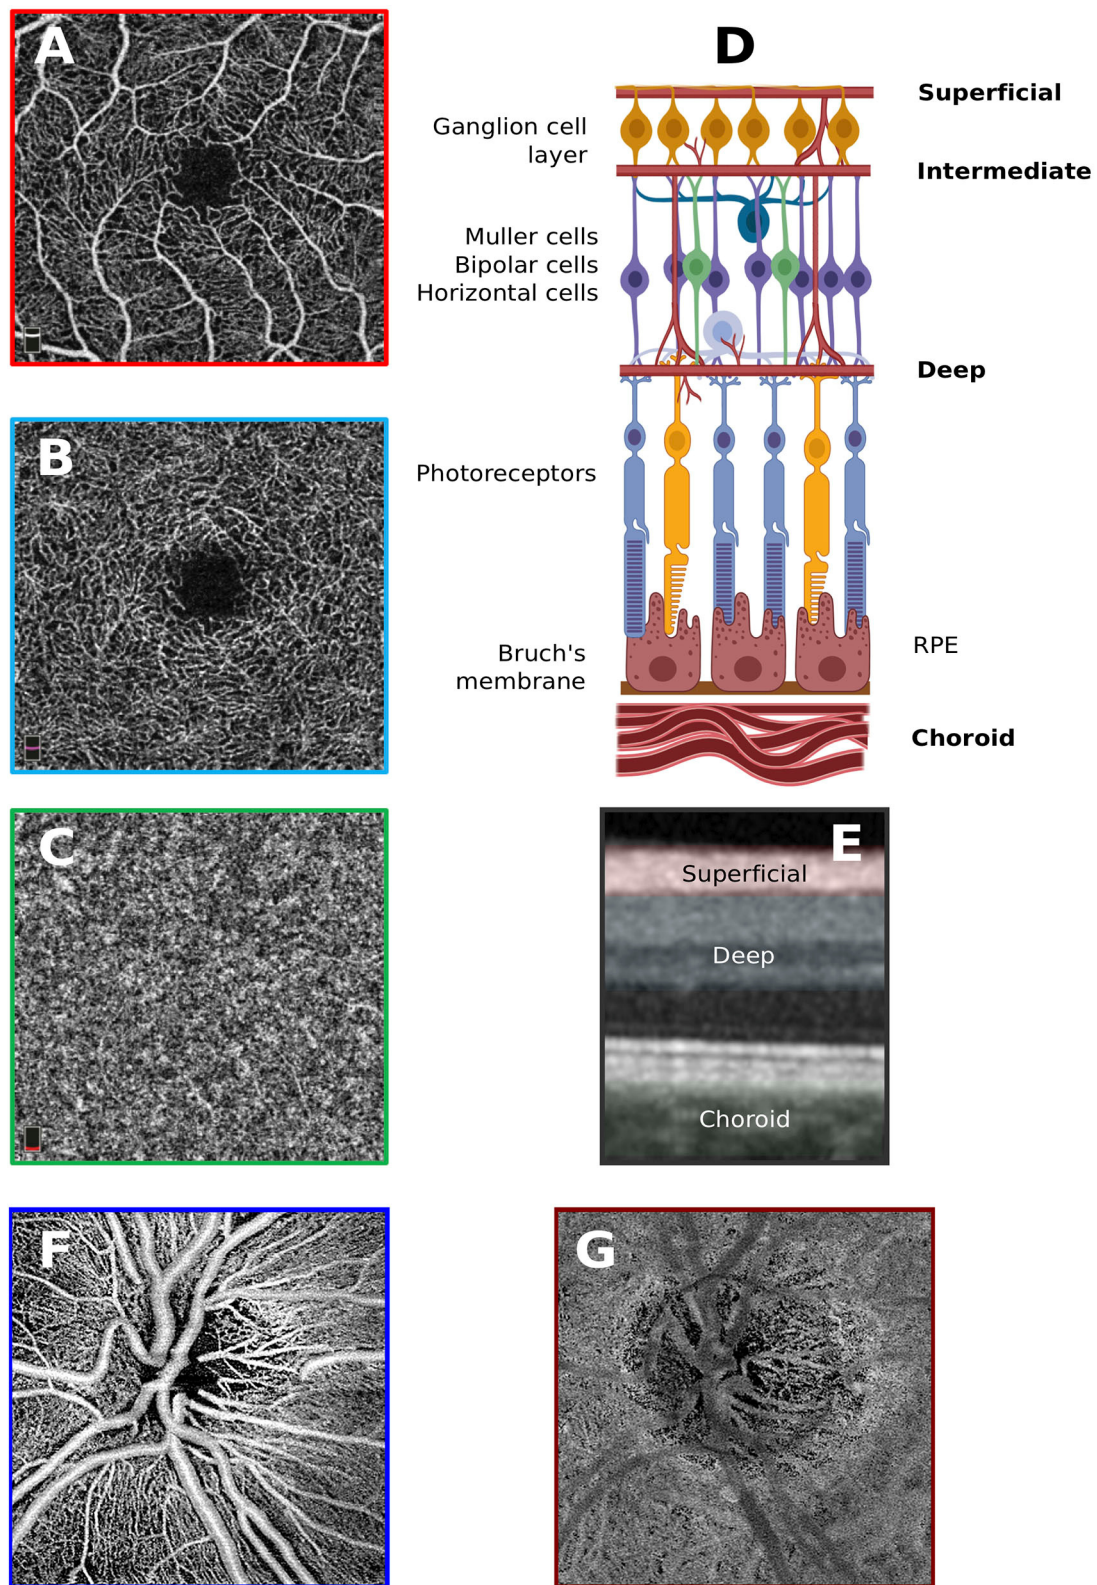 A
D
Superficial
Ganglion cell
layer
Intermediate
Muller cells
Bipolar cells
Horizontal cells
Deep
B
Photoreceptors
Bruch's
membrane
RPE
Choroid
C
E
Superficial
Deep
Choroid
F
G